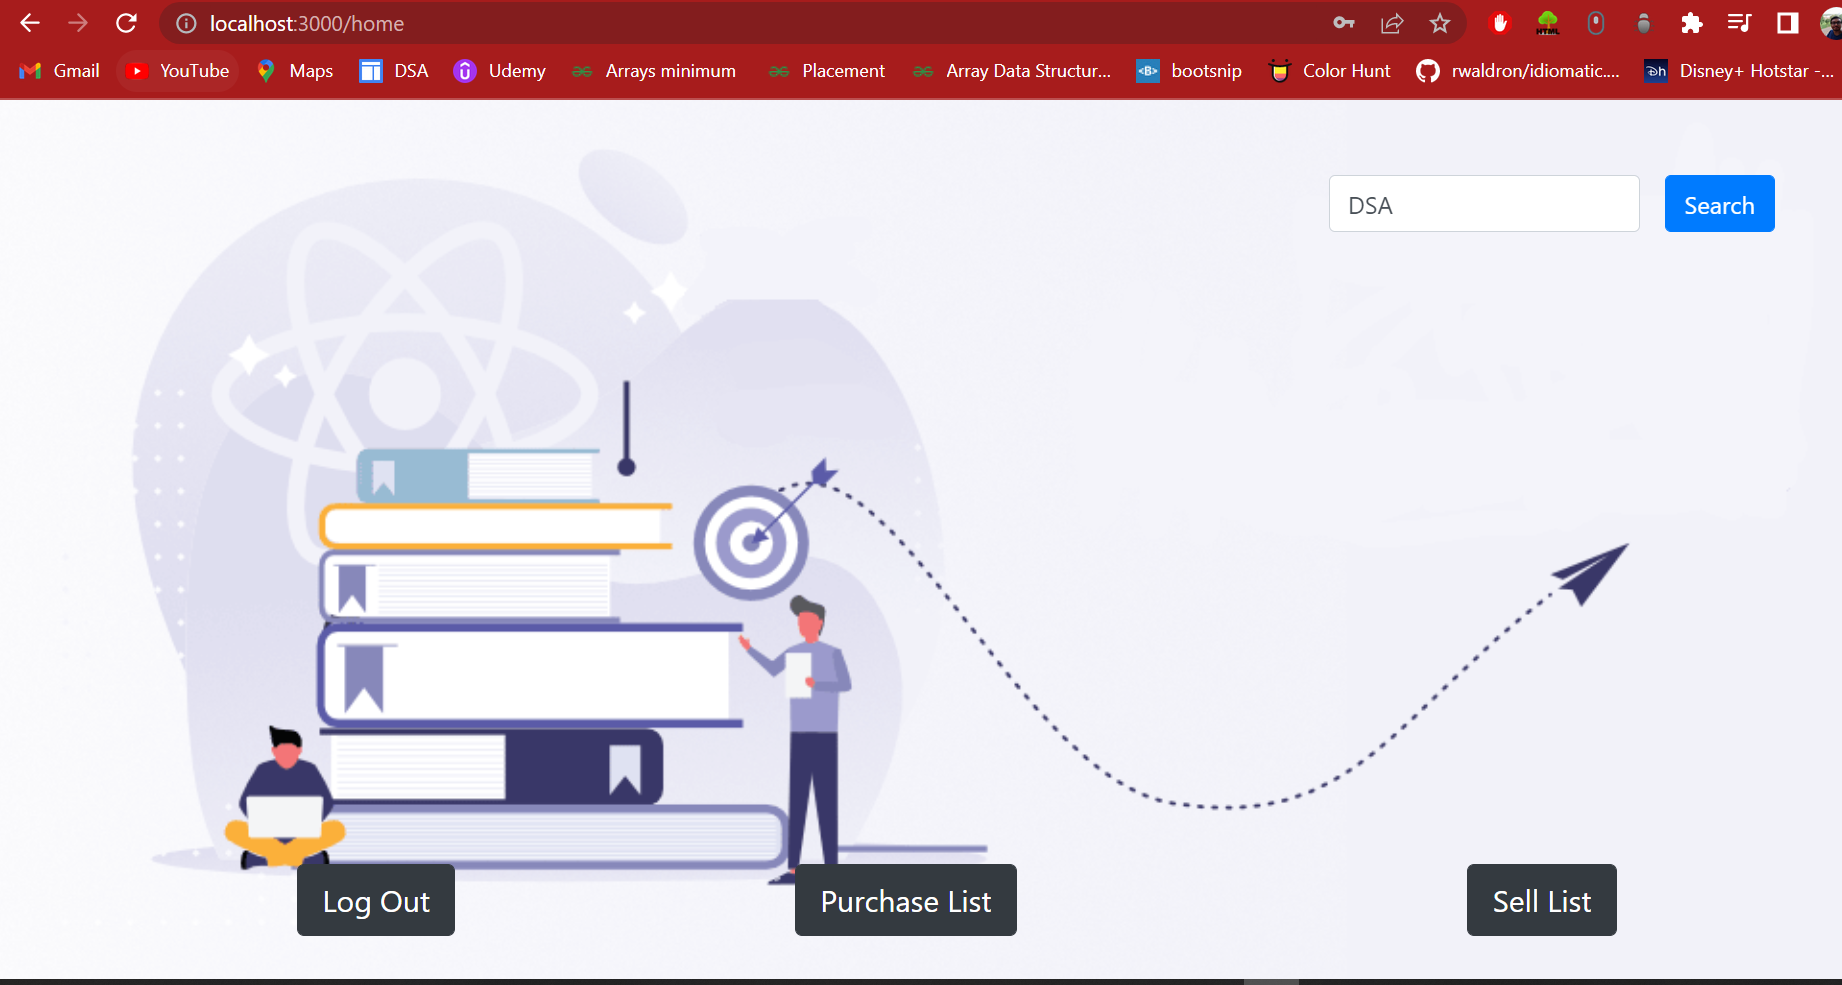 localhost:3000/home
HTML
Gmail YouTube Maps DSA Udemy Arrays minimum Placement Array Data Structur... <B> bootsnip Color Hunt rwaldron/idiomatic.... Disney+ Hotstar -...
DSA Search
Log Out Purchase List Sell List